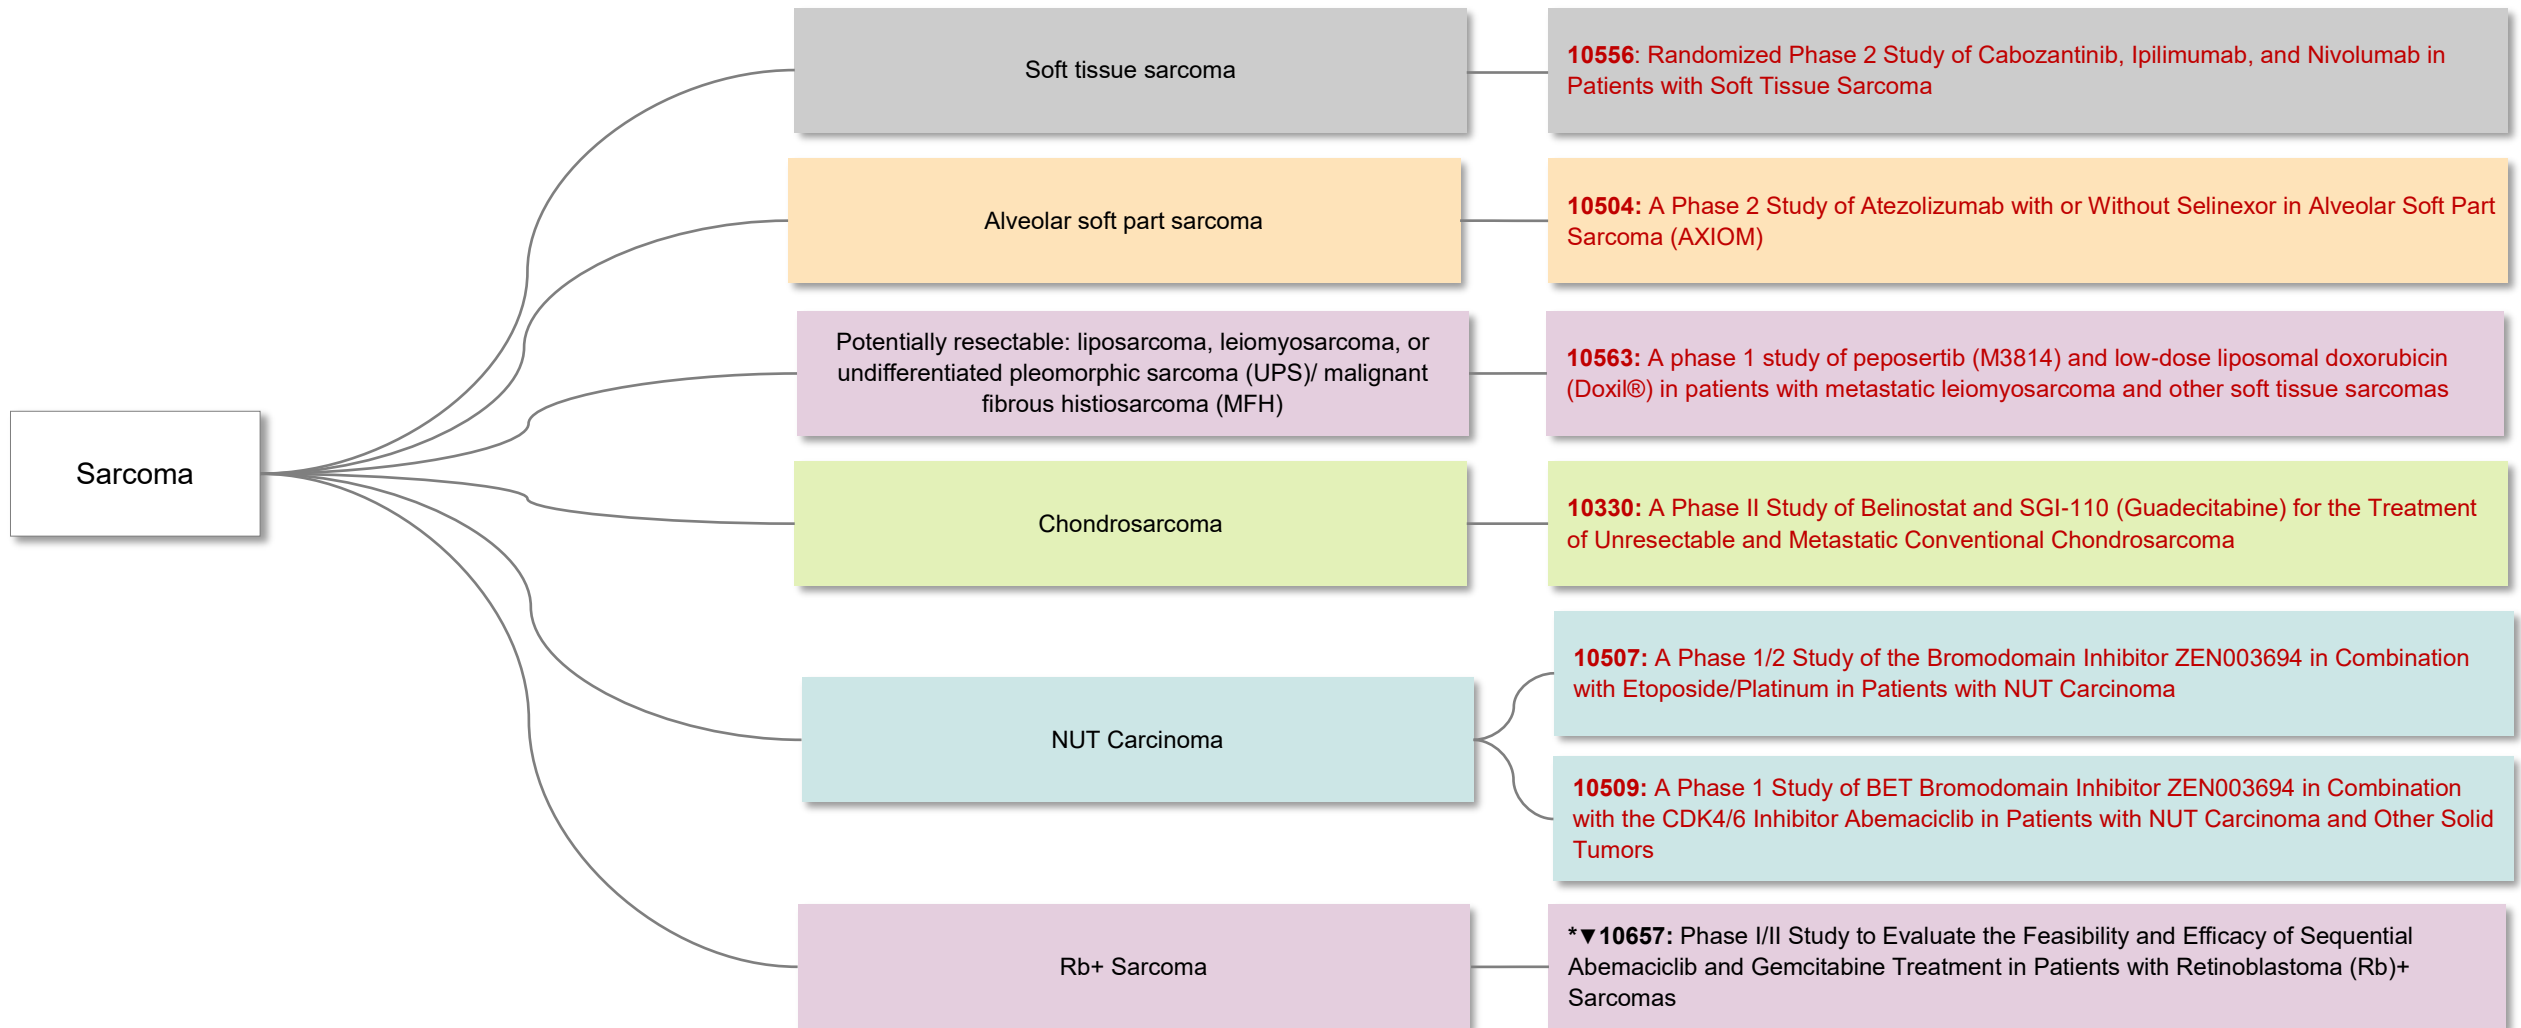 Sarcoma
Soft tissue sarcoma
10556: Randomized Phase 2 Study of Cabozantinib, Ipilimumab, and Nivolumab in
Patients with Soft Tissue Sarcoma
Alveolar soft part sarcoma
10504: A Phase 2 Study of Atezolizumab with or Without Selinexor in Alveolar Soft Part
Sarcoma (AXIOM)
Potentially resectable: liposarcoma, leiomyosarcoma, or
undifferentiated pleomorphic sarcoma (UPS)/ malignant
fibrous histiosarcoma (MFH)
10563: A phase 1 study of peposertib (M3814) and low-dose liposomal doxorubicin
(Doxil®) in patients with metastatic leiomyosarcoma and other soft tissue sarcomas
Chondrosarcoma
10330: A Phase II Study of Belinostat and SGI-110 (Guadecitabine) for the Treatment
of Unresectable and Metastatic Conventional Chondrosarcoma
NUT Carcinoma
10507: A Phase 1/2 Study of the Bromodomain Inhibitor ZEN003694 in Combination
with Etoposide/Platinum in Patients with NUT Carcinoma
10509: A Phase 1 Study of BET Bromodomain Inhibitor ZEN003694 in Combination
with the CDK4/6 Inhibitor Abemaciclib in Patients with NUT Carcinoma and Other Solid
Tumors
Rb+ Sarcoma
*▼10657: Phase I/II Study to Evaluate the Feasibility and Efficacy of Sequential
Abemaciclib and Gemcitabine Treatment in Patients with Retinoblastoma (Rb)+
Sarcomas